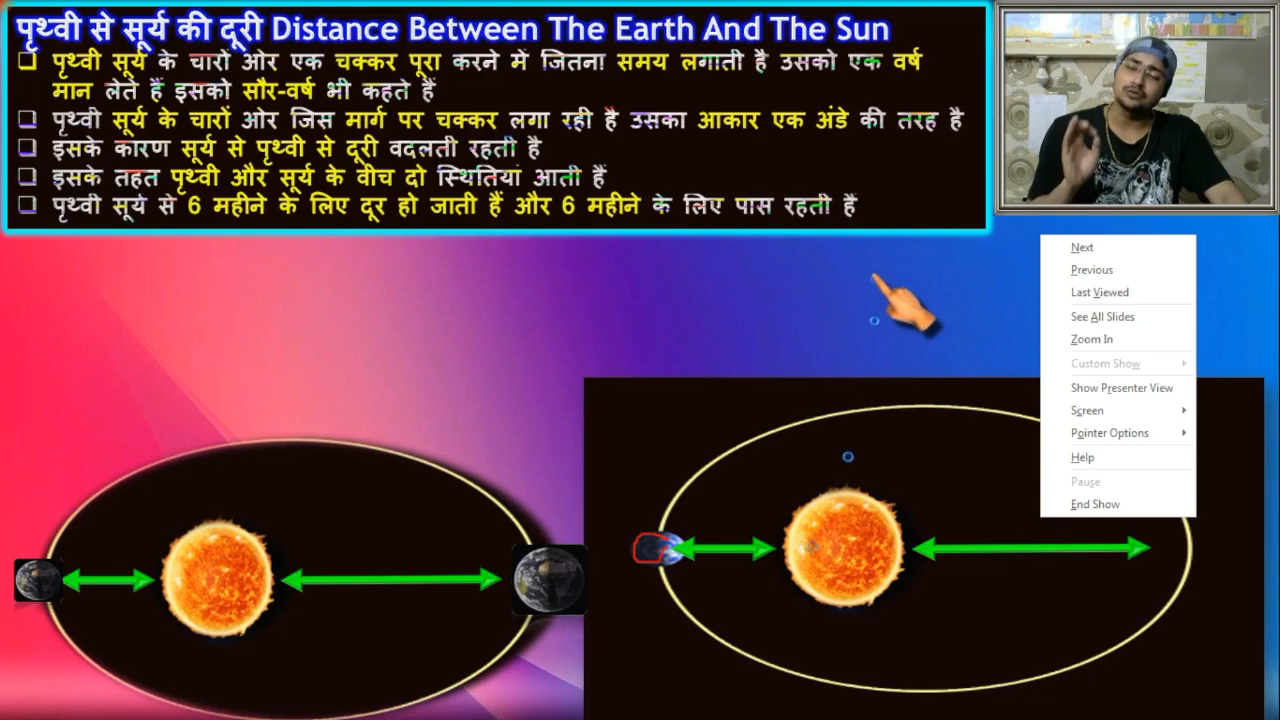 पृथ्वी से सूर्य की दूरी Distance Between The Earth And The Sun
पृथ्वी सूर्य के चारों ओर एक चक्कर पूरा करने में जितना समय लगाती है उसको एक वर्ष
मान लेते हैं इसको सौर-वर्ष भी कहते हैं
पृथ्वी सूर्य के चारों ओर जिस मार्ग पर चक्कर लगा रही है उसका आकार एक अंडे की तरह है
इसके कारण सूर्य से पृथ्वी से दूरी वदलती रहती है
इसके तहत पृथ्वी और सूर्य के वीच दो स्थितियां आती हैं
पृथ्वी सूर्य से 6 महीने के लिए दूर हो जाती हैं और 6 महीने के लिए पास रहती हैं
Next
Previous
Last Viewed
See All Slides
Zoom In
Custom Show
Show Presenter View
Screen
Pointer Options
Help
Pause
End Show